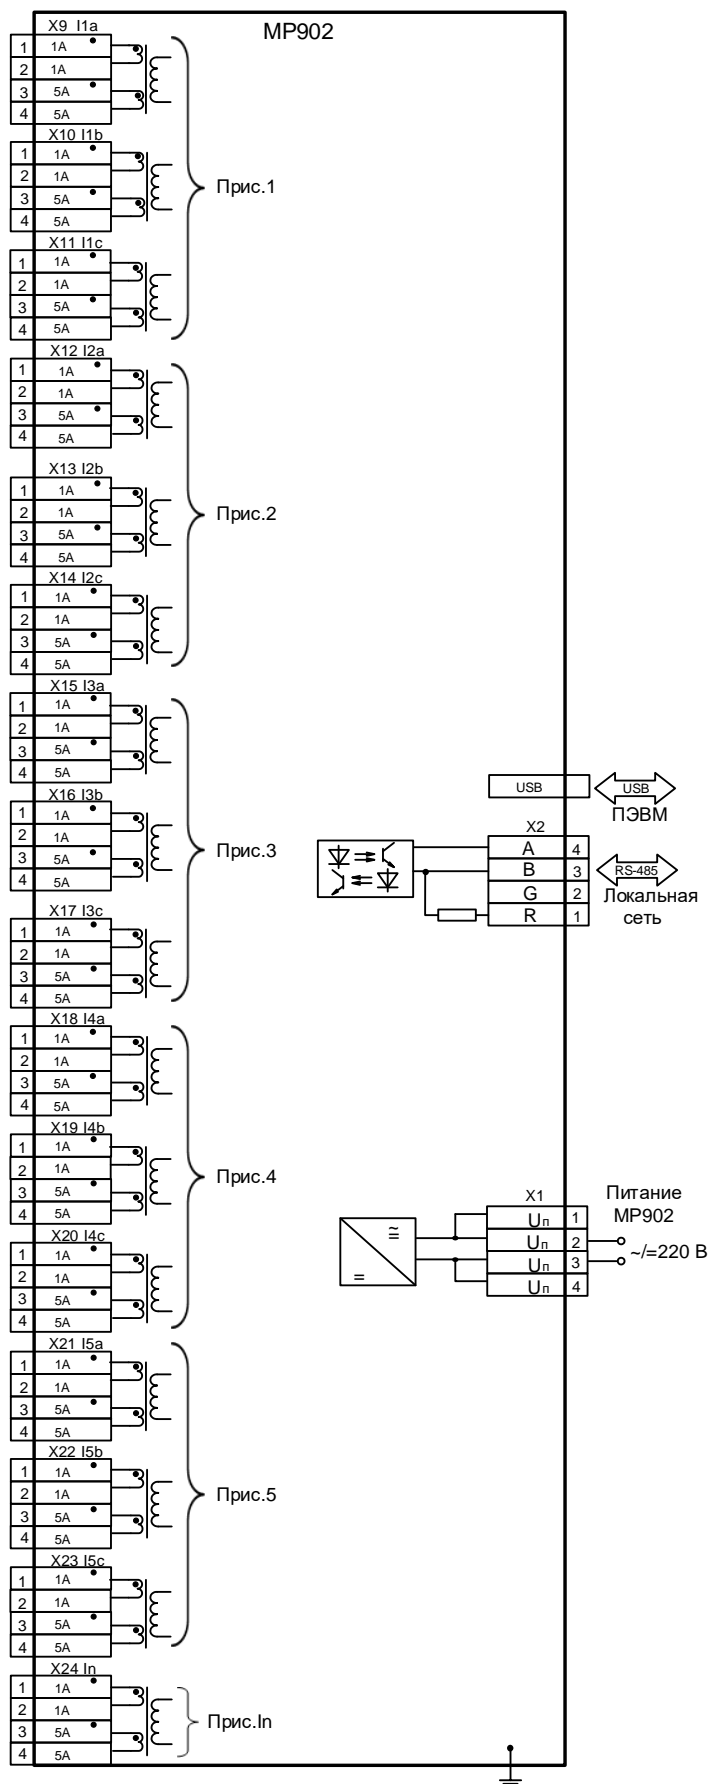 МР902
X9 I1a
1 1A
2 1A
3 5A
4 5A
X10 I1b
1 1A
2 1A
3 5A
4 5A
X11 I1c
1 1A
2 1A
3 5A
4 5A
Прис.1
X12 I2a
1 1A
2 1A
3 5A
4 5A
X13 I2b
1 1A
2 1A
3 5A
4 5A
X14 I2c
1 1A
2 1A
3 5A
4 5A
Прис.2
X15 I3a
1 1A
2 1A
3 5A
4 5A
X16 I3b
1 1A
2 1A
3 5A
4 5A
X17 I3c
1 1A
2 1A
3 5A
4 5A
Прис.3
X18 I4a
1 1A
2 1A
3 5A
4 5A
X19 I4b
1 1A
2 1A
3 5A
4 5A
X20 I4c
1 1A
2 1A
3 5A
4 5A
Прис.4
X21 I5a
1 1A
2 1A
3 5A
4 5A
X22 I5b
1 1A
2 1A
3 5A
4 5A
X23 I5c
1 1A
2 1A
3 5A
4 5A
Прис.5
X24 In
1 1A
2 1A
3 5A
4 5A
Прис.In
USB
USB
ПЭВМ
X2
A 4
B 3
G 2
R 1
RS-485
Локальная
сеть
X1
Uп 1
Uп 2
Uп 3
Uп 4
Питание
МР902
~/=220 В